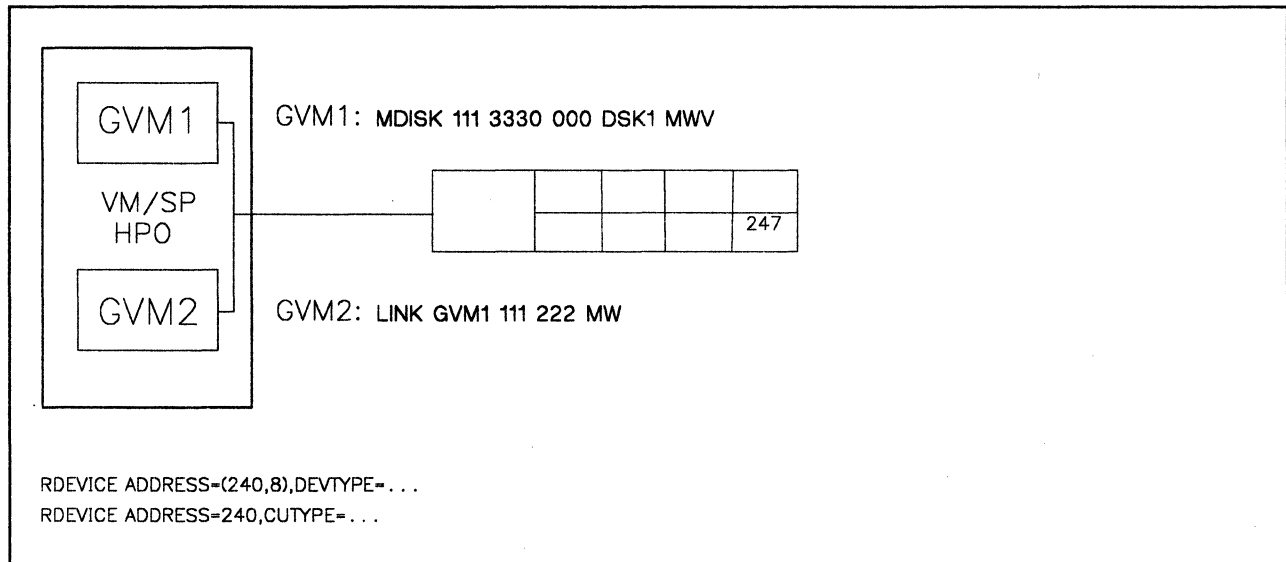 GVM1
GVM1: MDISK 111 3330 000 DSK1 MWV
VM/SP
HPO
247
GVM2
GVM2: LINK GVM1 111 222 MW
RDEVICE ADDRESS=(240,8),DEVTYPE=...
RDEVICE ADDRESS=240,CUTYPE=...